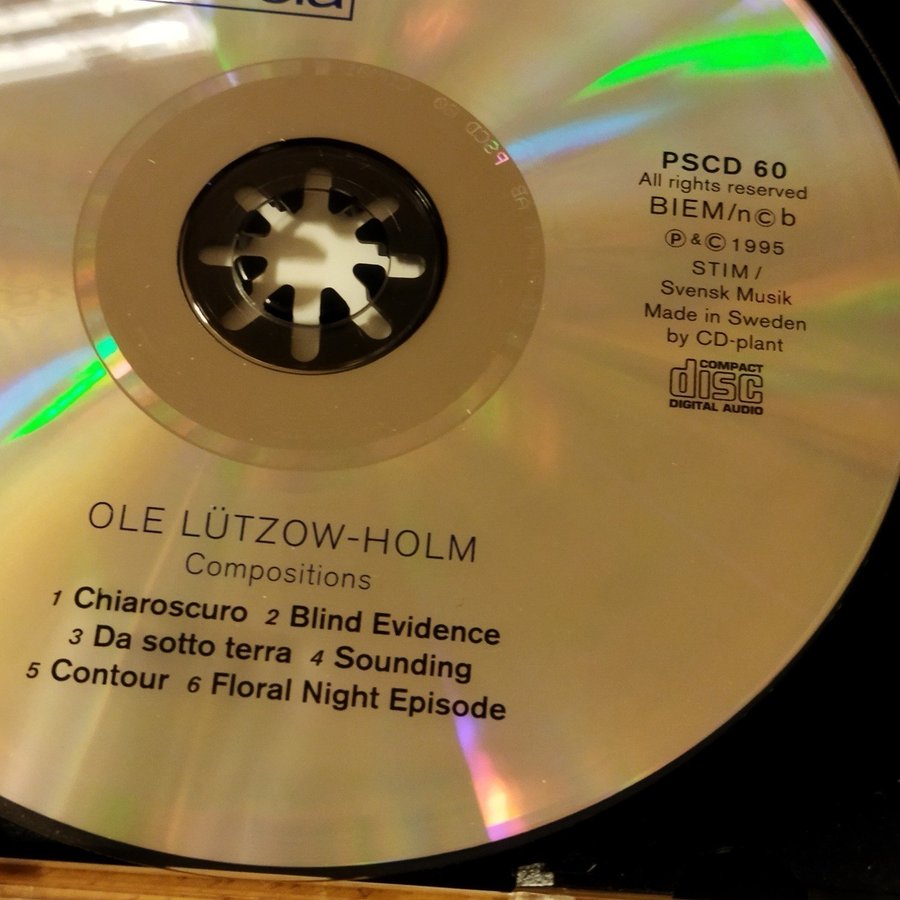 PSCD 60
All rights reserved
BIEM/n©b
℗ & © 1995
STIM /
Svensk Musik
Made in Sweden
by CD-plant
COMPACT
disc
DIGITAL AUDIO
OLE LÜTZOW-HOLM
Compositions
1 Chiaroscuro 2 Blind Evidence
3 Da sotto terra 4 Sounding
5 Contour 6 Floral Night Episode